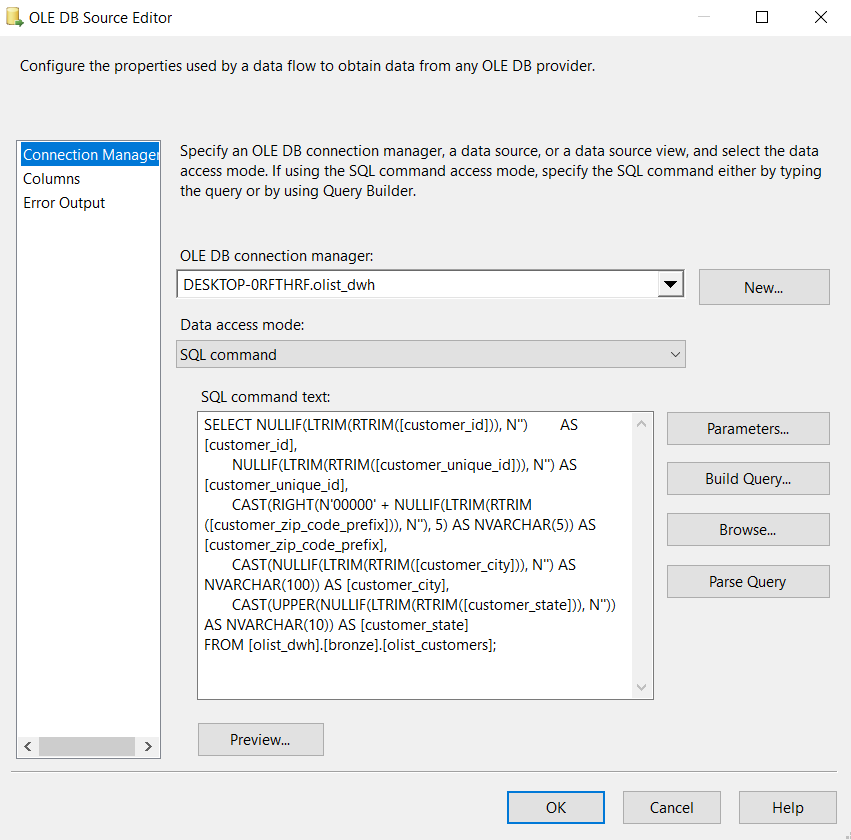 OLE DB Source Editor
Configure the properties used by a data flow to obtain data from any OLE DB provider.
Connection Manager
Columns
Error Output
Specify an OLE DB connection manager, a data source, or a data source view, and select the data
access mode. If using the SQL command access mode, specify the SQL command either by typing
the query or by using Query Builder.
OLE DB connection manager:
DESKTOP-0RFTHRF.olist_dwh
New...
Data access mode:
SQL command
SQL command text:
SELECT NULLIF(LTRIM(RTRIM([customer_id])), N'')        AS
[customer_id],
       NULLIF(LTRIM(RTRIM([customer_unique_id])), N'') AS
[customer_unique_id],
       CAST(RIGHT(N'00000' + NULLIF(LTRIM(RTRIM
([customer_zip_code_prefix])), N''), 5) AS NVARCHAR(5)) AS
[customer_zip_code_prefix],
       CAST(NULLIF(LTRIM(RTRIM([customer_city])), N'') AS
NVARCHAR(100)) AS [customer_city],
       CAST(UPPER(NULLIF(LTRIM(RTRIM([customer_state])), N''))
AS NVARCHAR(10)) AS [customer_state]
FROM [olist_dwh].[bronze].[olist_customers];
Parameters...
Build Query...
Browse...
Parse Query
Preview...
OK
Cancel
Help